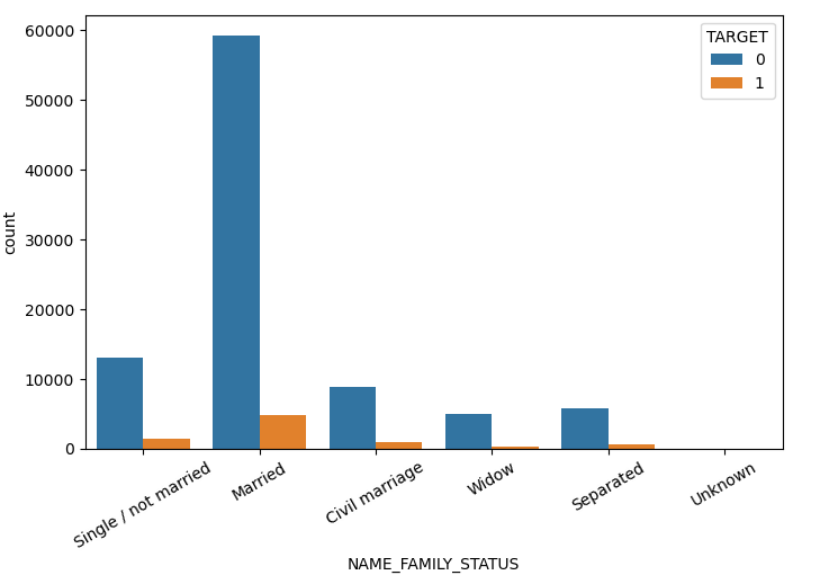 60000
50000
40000
30000
20000
10000
0
count
TARGET
0
1
Single / not married
Married
Civil marriage
Widow
Separated
Unknown
NAME_FAMILY_STATUS